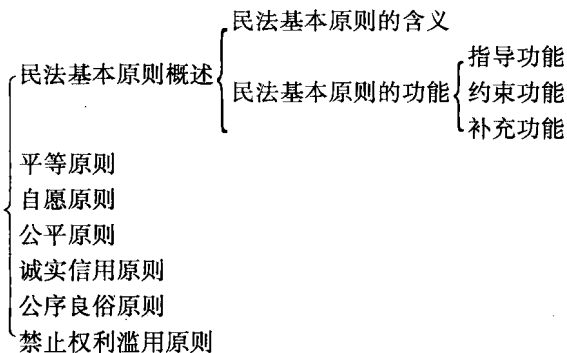 民法基本原则概述
民法基本原则的含义
民法基本原则的功能
指导功能
约束功能
补充功能
平等原则
自愿原则
公平原则
诚实信用原则
公序良俗原则
禁止权利滥用原则